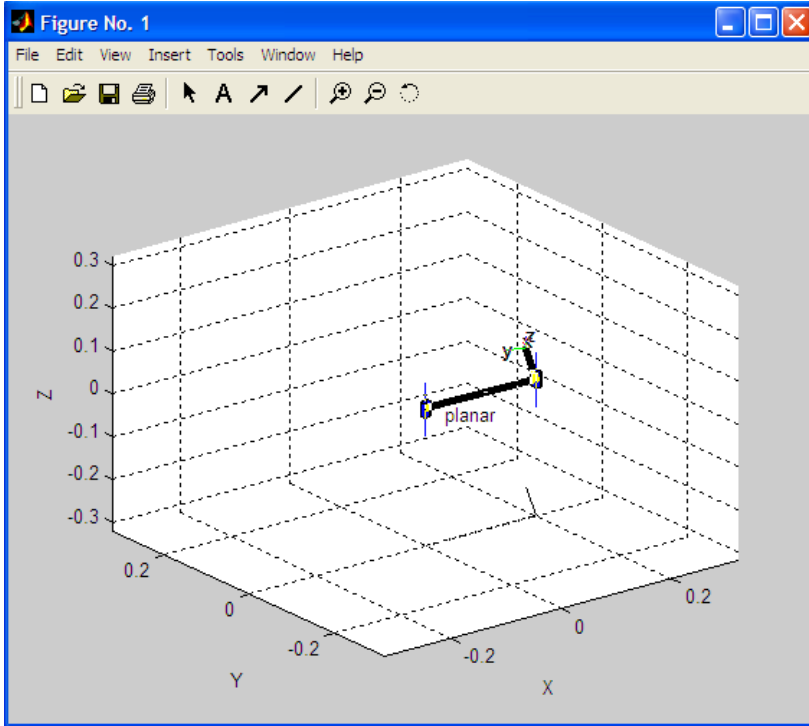 Figure No. 1
File Edit View Insert Tools Window Help
A
0.3
0.2
0.1
0
-0.1
-0.2
-0.3
Z
z
y
x
planar
0.2
0
-0.2
Y
-0.2
0
0.2
X